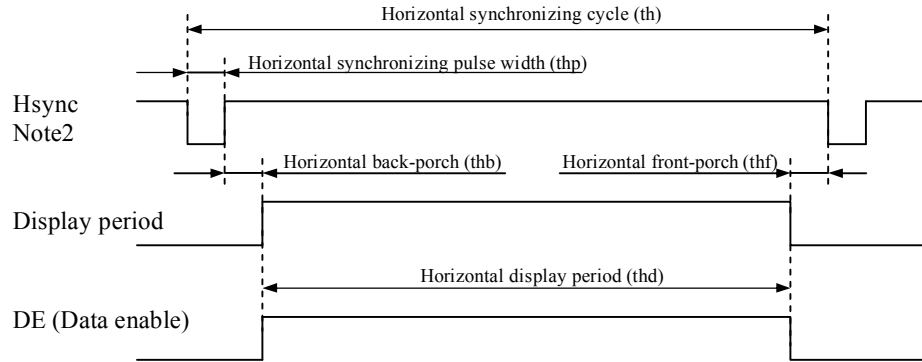 Horizontal synchronizing cycle (th)
Horizontal synchronizing pulse width (thp)
Hsync
Note2
Horizontal back-porch (thb)
Horizontal front-porch (thf)
Display period
Horizontal display period (thd)
DE (Data enable)